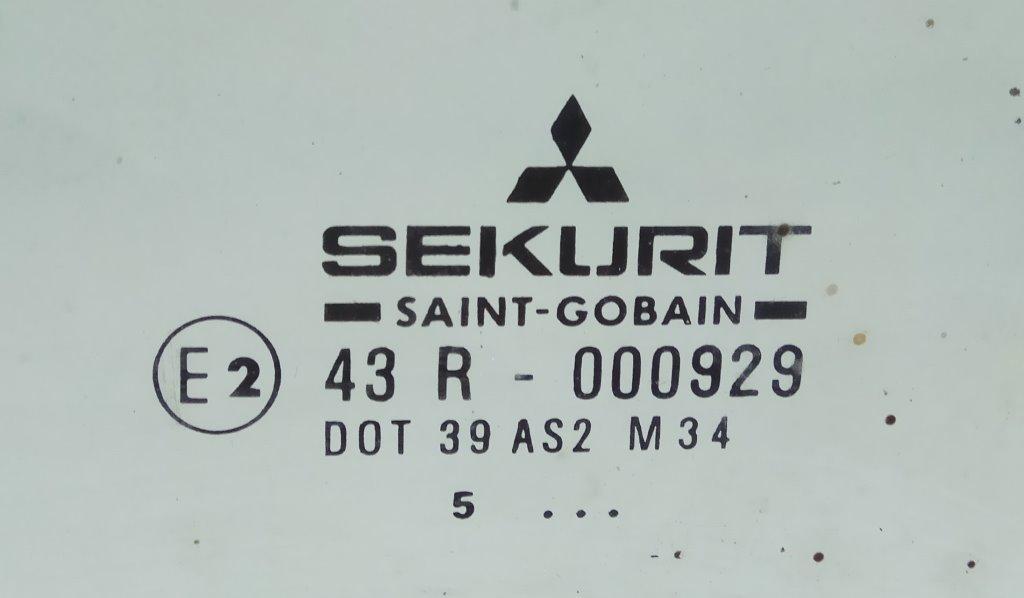 SEKURIT
SAINT-GOBAIN
E2 43 R - 000929
DOT 39 AS2 M34
5 ...